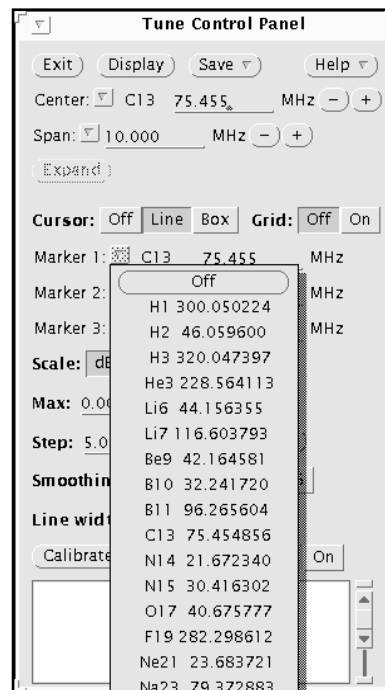 Tune Control Panel
Exit Display Save Help
Center: C13 75.455 MHz - +
Span: 10.000 MHz - +
Expand
Cursor: Off Line Box Grid: Off On
Marker 1: C13 75.455 MHz
Off
Marker 2: MHz
H1 300.050224
H2 46.059600
Marker 3: MHz
H3 320.047397
Scale:
He3 228.564113
Li6 44.156355
Max:
Li7 116.603793
Step:
Be9 42.164581
B10 32.241720
B11 96.265604
Line
C13 75.454856
Calibrate On
N14 21.672340
N15 30.416302
O17 40.675777
F19 282.298612
Ne21 23.683721
Na23 79.372883